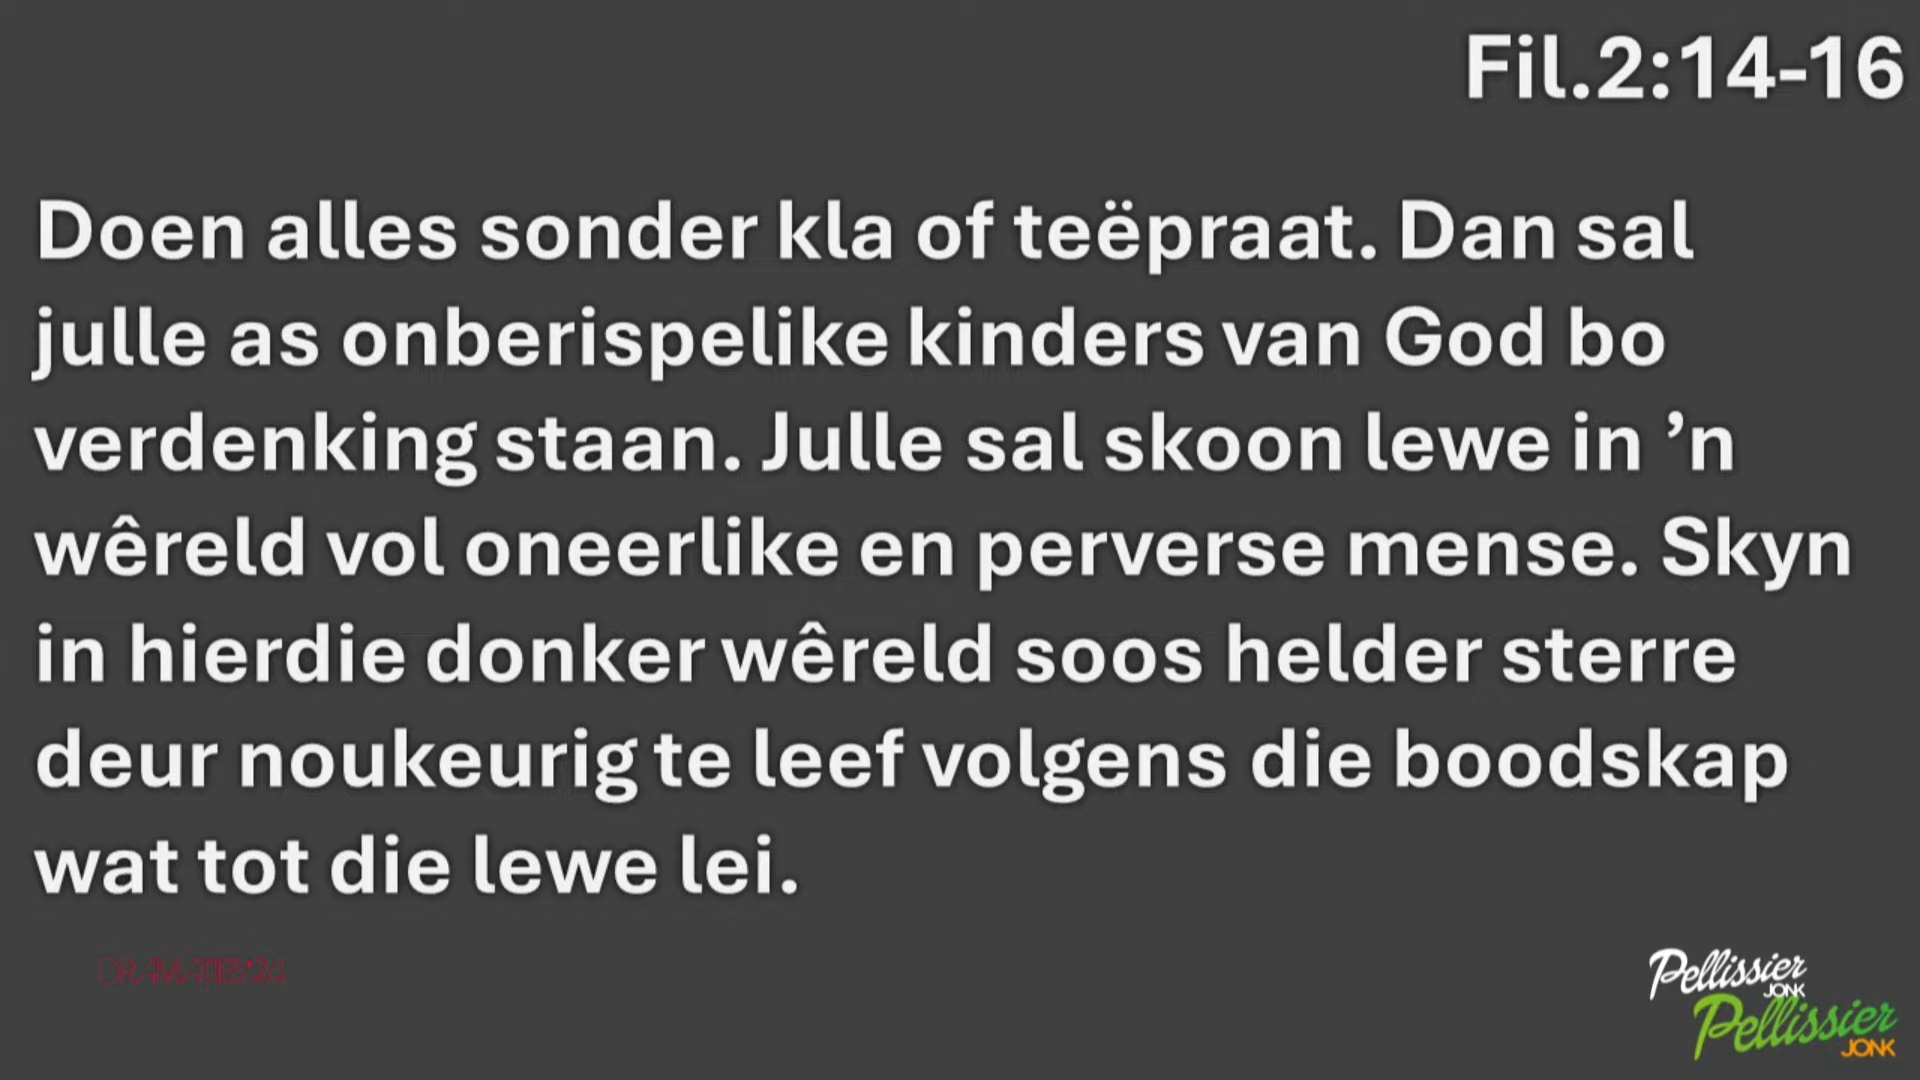 Fil.2:14-16
Doen alles sonder kla of teëpraat. Dan sal
julle as onberispelike kinders van God bo
verdenking staan. Julle sal skoon lewe in ’n
wêreld vol oneerlike en perverse mense. Skyn
in hierdie donker wêreld soos helder sterre
deur noukeurig te leef volgens die boodskap
wat tot die lewe lei.
DRAMATIES'24
Pellissier
JONK
Pellissier
JONK